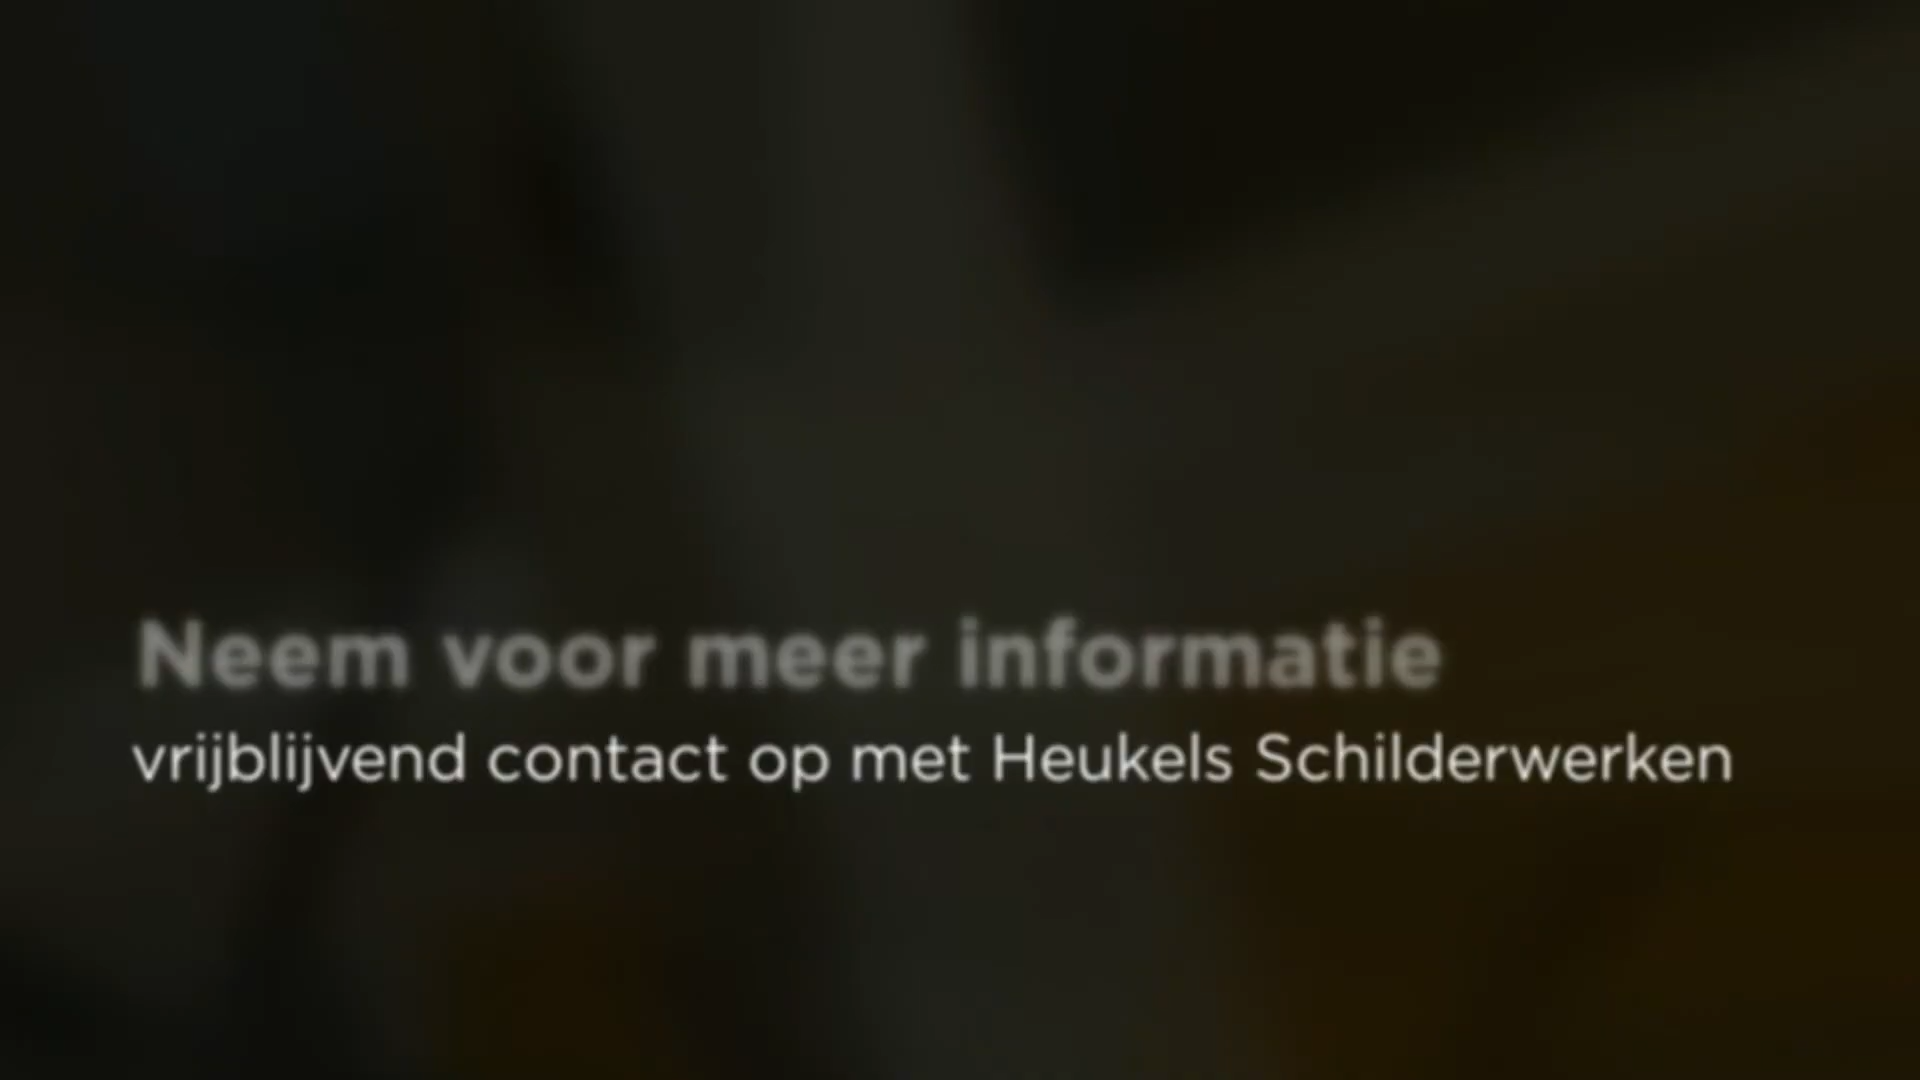 Neem voor meer informatie
vrijblijvend contact op met Heukels Schilderwerken